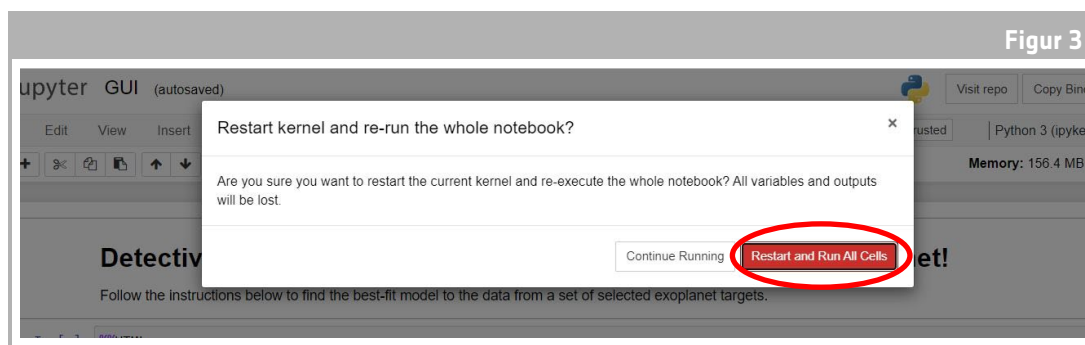 Figur 3
upyter GUI (autosaved)
Visit repo Copy Bin
Edit View Insert
rusted Python 3 (ipyke
Memory: 156.4 MB
Restart kernel and re-run the whole notebook? ×
Are you sure you want to restart the current kernel and re-execute the whole notebook? All variables and outputs
will be lost.
Continue Running Restart and Run All Cells
Detectiv et!
Follow the instructions below to find the best-fit model to the data from a set of selected exoplanet targets.